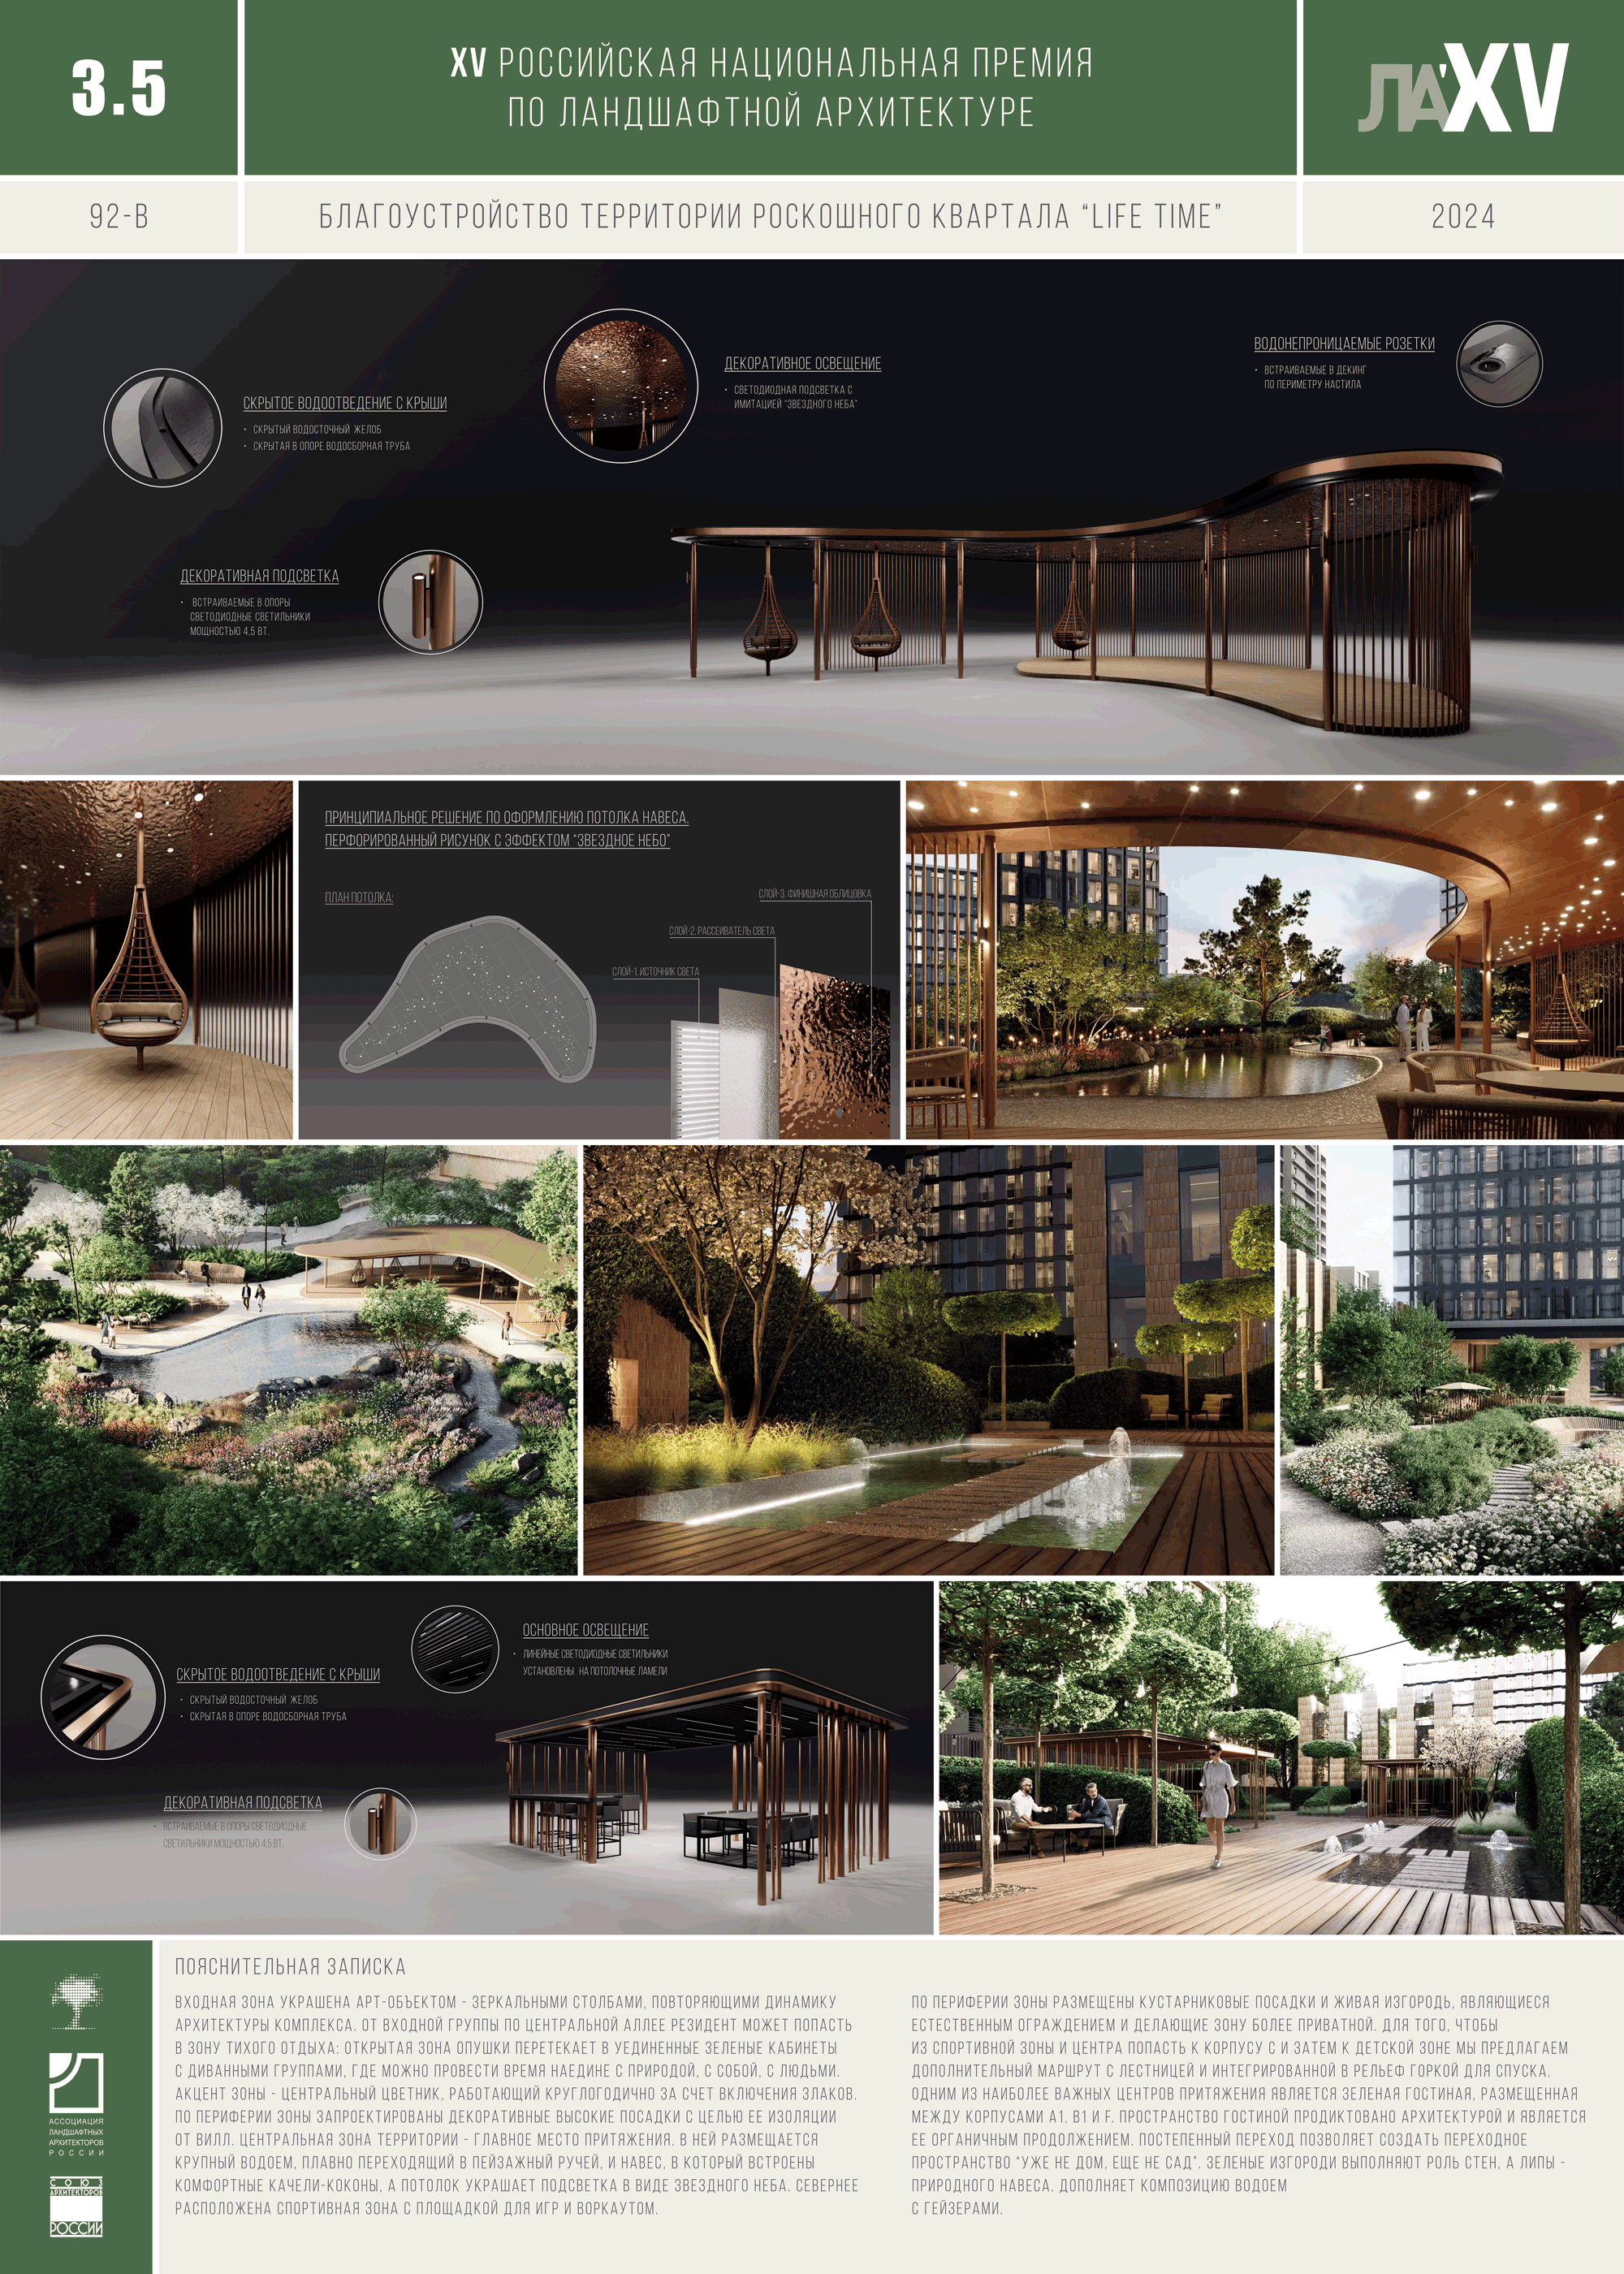 3.5
XV РОССИЙСКАЯ НАЦИОНАЛЬНАЯ ПРЕМИЯ
ПО ЛАНДШАФТНОЙ АРХИТЕКТУРЕ
ЛА'XV
92-В
БЛАГОУСТРОЙСТВО ТЕРРИТОРИИ РОСКОШНОГО КВАРТАЛА “LIFE TIME”
2024
СКРЫТОЕ ВОДООТВЕДЕНИЕ С КРЫШИ
• СКРЫТЫЙ ВОДОСТОЧНЫЙ ЖЕЛОБ
• СКРЫТАЯ В ОПОРЕ ВОДОСБОРНАЯ ТРУБА
ДЕКОРАТИВНОЕ ОСВЕЩЕНИЕ
• СВЕТОДИОДНАЯ ПОДСВЕТКА С
ИМИТАЦИЕЙ “ЗВЕЗДНОГО НЕБА”
ВОДОНЕПРОНИЦАЕМЫЕ РОЗЕТКИ
• ВСТРАИВАЕМЫЕ В ДЕКИНГ
ПО ПЕРИМЕТРУ НАСТИЛА
ДЕКОРАТИВНАЯ ПОДСВЕТКА
• ВСТРАИВАЕМЫЕ В ОПОРЫ
СВЕТОДИОДНЫЕ СВЕТИЛЬНИКИ
МОЩНОСТЬЮ 4,5 ВТ.
ПРИНЦИПИАЛЬНОЕ РЕШЕНИЕ ПО ОФОРМЛЕНИЮ ПОТОЛКА НАВЕСА.
ПЕРФОРИРОВАННЫЙ РИСУНОК С ЭФФЕКТОМ “ЗВЕЗДНОЕ НЕБО”
ПЛАН ПОТОЛКА:
СЛОЙ-3. ФИНИШНАЯ ОБЛИЦОВКА
СЛОЙ-2. РАССЕИВАТЕЛЬ СВЕТА
СЛОЙ-1. ИСТОЧНИК СВЕТА
СКРЫТОЕ ВОДООТВЕДЕНИЕ С КРЫШИ
• СКРЫТЫЙ ВОДОСТОЧНЫЙ ЖЕЛОБ
• СКРЫТАЯ В ОПОРЕ ВОДОСБОРНАЯ ТРУБА
ОСНОВНОЕ ОСВЕЩЕНИЕ
• ЛИНЕЙНЫЕ СВЕТОДИОДНЫЕ СВЕТИЛЬНИКИ
УСТАНОВЛЕНЫ НА ПОТОЛОЧНЫЕ ЛАМЕЛИ
ДЕКОРАТИВНАЯ ПОДСВЕТКА
• ВСТРАИВАЕМЫЕ В ОПОРЫ СВЕТОДИОДНЫЕ
СВЕТИЛЬНИКИ МОЩНОСТЬЮ 4,5 ВТ.
ПОЯСНИТЕЛЬНАЯ ЗАПИСКА
ВХОДНАЯ ЗОНА УКРАШЕНА АРТ-ОБЪЕКТОМ - ЗЕРКАЛЬНЫМИ СТОЛБАМИ, ПОВТОРЯЮЩИМИ ДИНАМИКУ
АРХИТЕКТУРЫ КОМПЛЕКСА. ОТ ВХОДНОЙ ГРУППЫ ПО ЦЕНТРАЛЬНОЙ АЛЛЕЕ РЕЗИДЕНТ МОЖЕТ ПОПАСТЬ
В ЗОНУ ТИХОГО ОТДЫХА: ОТКРЫТАЯ ЗОНА ОПУШКИ ПЕРЕТЕКАЕТ В УЕДИНЕННЫЕ ЗЕЛЕНЫЕ КАБИНЕТЫ
С ДИВАННЫМИ ГРУППАМИ, ГДЕ МОЖНО ПРОВЕСТИ ВРЕМЯ НАЕДИНЕ С ПРИРОДОЙ, С СОБОЙ, С ЛЮДЬМИ.
АКЦЕНТ ЗОНЫ - ЦЕНТРАЛЬНЫЙ ЦВЕТНИК, РАБОТАЮЩИЙ КРУГЛОГОДИЧНО ЗА СЧЕТ ВКЛЮЧЕНИЯ ЗЛАКОВ.
ПО ПЕРИФЕРИИ ЗОНЫ ЗАПРОЕКТИРОВАНЫ ДЕКОРАТИВНЫЕ ВЫСОКИЕ ПОСАДКИ С ЦЕЛЬЮ ЕЕ ИЗОЛЯЦИИ
ОТ ВИЛЛ. ЦЕНТРАЛЬНАЯ ЗОНА ТЕРРИТОРИИ - ГЛАВНОЕ МЕСТО ПРИТЯЖЕНИЯ. В НЕЙ РАЗМЕЩАЕТСЯ
КРУПНЫЙ ВОДОЕМ, ПЛАВНО ПЕРЕХОДЯЩИЙ В ПЕЙЗАЖНЫЙ РУЧЕЙ, И НАВЕС, В КОТОРЫЙ ВСТРОЕНЫ
КОМФОРТНЫЕ КАЧЕЛИ-КОКОНЫ, А ПОТОЛОК УКРАШАЕТ ПОДСВЕТКА В ВИДЕ ЗВЕЗДНОГО НЕБА. СЕВЕРНЕЕ
РАСПОЛОЖЕНА СПОРТИВНАЯ ЗОНА С ПЛОЩАДКОЙ ДЛЯ ИГР И ВОРКАУТОМ.
ПО ПЕРИФЕРИИ ЗОНЫ РАЗМЕЩЕНЫ КУСТАРНИКОВЫЕ ПОСАДКИ И ЖИВАЯ ИЗГОРОДЬ, ЯВЛЯЮЩИЕСЯ
ЕСТЕСТВЕННЫМ ОГРАЖДЕНИЕМ И ДЕЛАЮЩИЕ ЗОНУ БОЛЕЕ ПРИВАТНОЙ. ДЛЯ ТОГО, ЧТОБЫ
ИЗ СПОРТИВНОЙ ЗОНЫ И ЦЕНТРА ПОПАСТЬ К КОРПУСУ С И ЗАТЕМ К ДЕТСКОЙ ЗОНЕ МЫ ПРЕДЛАГАЕМ
ДОПОЛНИТЕЛЬНЫЙ МАРШРУТ С ЛЕСТНИЦЕЙ И ИНТЕГРИРОВАННОЙ В РЕЛЬЕФ ГОРКОЙ ДЛЯ СПУСКА.
ОДНИМ ИЗ НАИБОЛЕЕ ВАЖНЫХ ЦЕНТРОВ ПРИТЯЖЕНИЯ ЯВЛЯЕТСЯ ЗЕЛЕНАЯ ГОСТИНАЯ, РАЗМЕЩЕННАЯ
МЕЖДУ КОРПУСАМИ А1, В1 И F. ПРОСТРАНСТВО ГОСТИНОЙ ПРОДИКТОВАНО АРХИТЕКТУРОЙ И ЯВЛЯЕТСЯ
ЕЕ ОРГАНИЧНЫМ ПРОДОЛЖЕНИЕМ. ПОСТЕПЕННЫЙ ПЕРЕХОД ПОЗВОЛЯЕТ СОЗДАТЬ ПЕРЕХОДНОЕ
ПРОСТРАНСТВО “УЖЕ НЕ ДОМ, ЕЩЕ НЕ САД”. ЗЕЛЕНЫЕ ИЗГОРОДИ ВЫПОЛНЯЮТ РОЛЬ СТЕН, А ЛИПЫ -
ПРИРОДНОГО НАВЕСА. ДОПОЛНЯЕТ КОМПОЗИЦИЮ ВОДОЕМ
С ГЕЙЗЕРАМИ.
АССОЦИАЦИЯ
ЛАНДШАФТНЫХ
АРХИТЕКТОРОВ
РОССИИ
СОЮЗ
АРХИТЕКТОРОВ
РОССИИ